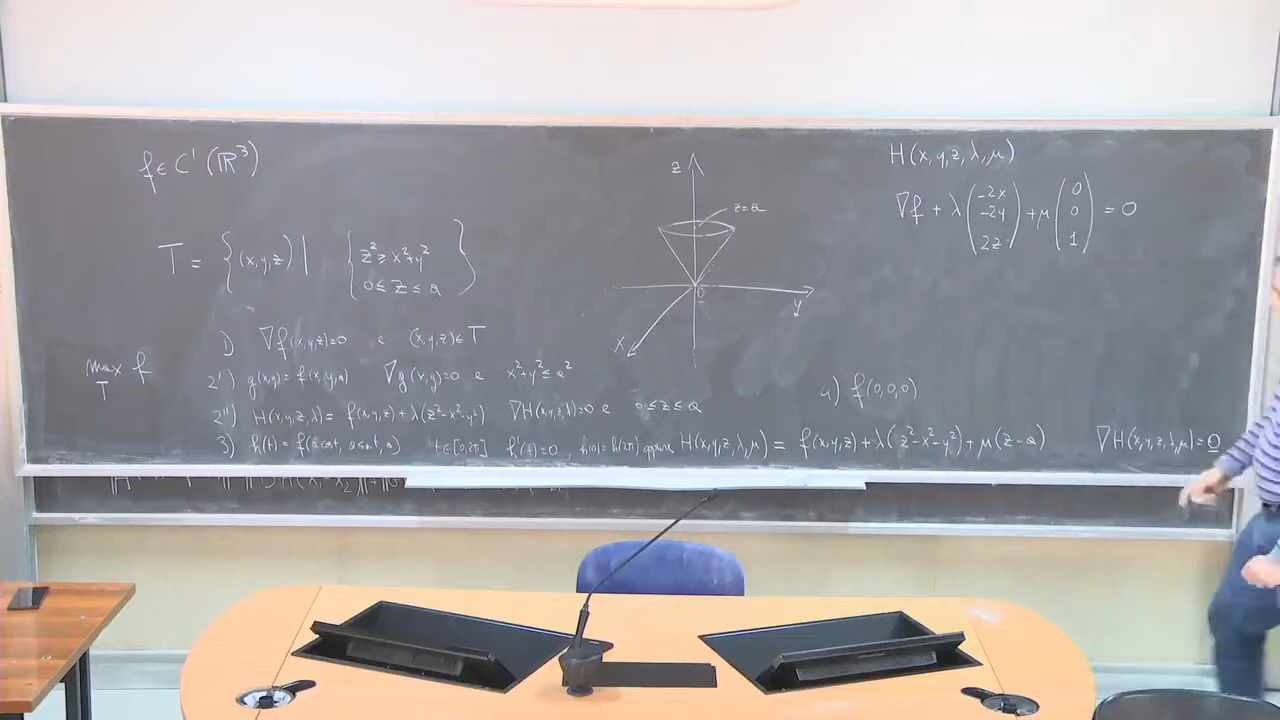 f ∈ C¹(ℝ³)
T = { (x,y,z) | { z² ≥ x²+y²
0 ≤ z ≤ a }
max f
T
1) ∇f(x,y,z)=0 e (x,y,z) ∈ T
2') g(x,y) = f(x,y,a) ∇g(x,y)=0 e x²+y² ≤ a²
2'') H(x,y,z,λ) = f(x,y,z)+λ(z²-x²-y²) ∇H(x,y,z,λ)=0 e 0≤z≤a
3) h(t) = f(a cost, a sint, a) t∈[0,2π] h'(t)=0, h(0)=h(2π) oppure H(x,y,z,λ,μ) = f(x,y,z)+λ(z²-x²-y²)+μ(z-a) ∇H(x,y,z,λ,μ)=0
4) f(0,0,0)
z
z=a
0
y
x
H(x,y,z,λ,μ)
∇f + λ (-2x -2y 2z) + μ (0 0 1) = 0